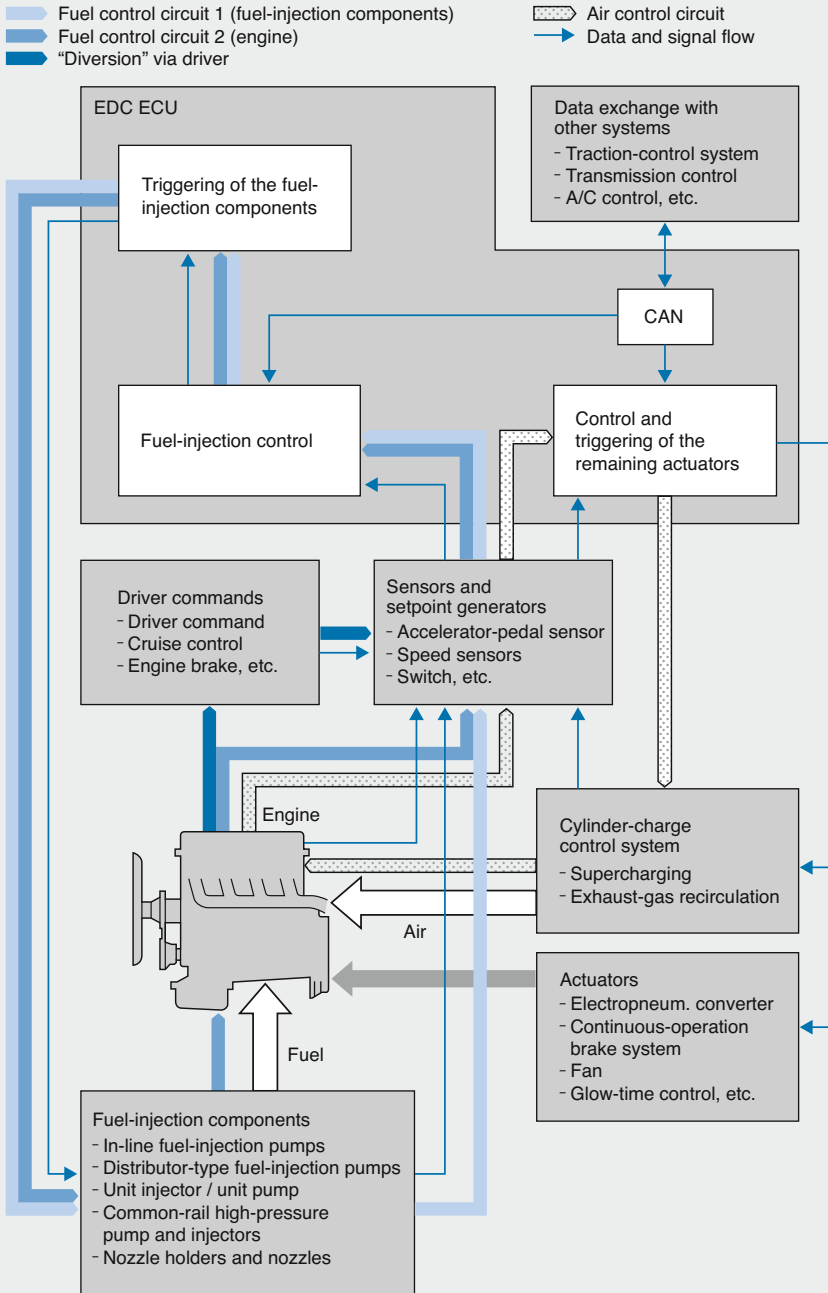 Fuel control circuit 1 (fuel-injection components)
Fuel control circuit 2 (engine)
“Diversion” via driver
Air control circuit
Data and signal flow
EDC ECU
Triggering of the fuel-
injection components
Data exchange with
other systems
- Traction-control system
- Transmission control
- A/C control, etc.
CAN
Fuel-injection control
Control and
triggering of the
remaining actuators
Driver commands
- Driver command
- Cruise control
- Engine brake, etc.
Sensors and
setpoint generators
- Accelerator-pedal sensor
- Speed sensors
- Switch, etc.
Engine
Cylinder-charge
control system
- Supercharging
- Exhaust-gas recirculation
Air
Actuators
- Electropneum. converter
- Continuous-operation
brake system
- Fan
- Glow-time control, etc.
Fuel
Fuel-injection components
- In-line fuel-injection pumps
- Distributor-type fuel-injection pumps
- Unit injector / unit pump
- Common-rail high-pressure
pump and injectors
- Nozzle holders and nozzles